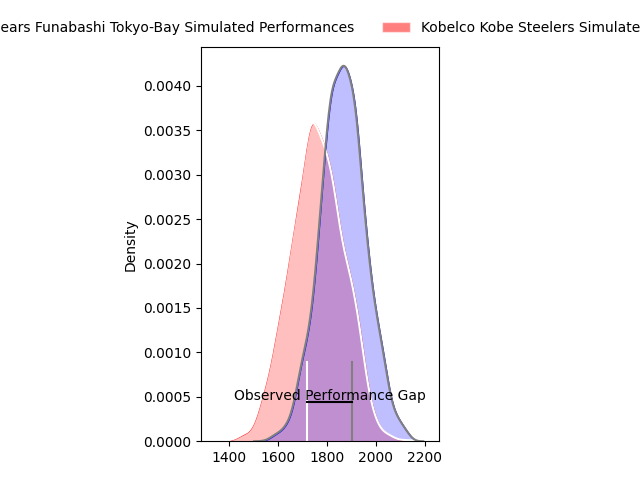 ears Funabashi Tokyo-Bay Simulated Performances
Kobelco Kobe Steelers Simulate
0.0040
0.0035
0.0030
0.0025
0.0020
0.0015
0.0010
0.0005
0.0000
Density
Observed Performance Gap
1400 1600 1800 2000 2200